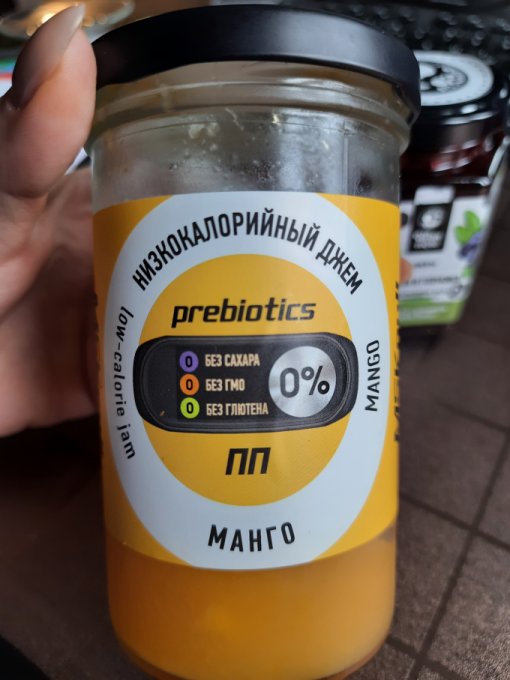 НИЗКОКАЛОРИЙНЫЙ ДЖЕМ
prebiotics
0 БЕЗ САХАРА
0 БЕЗ ГМО
0 БЕЗ ГЛЮТЕНА
0%
ПП
low-calorie jam
MANGO
МАНГО